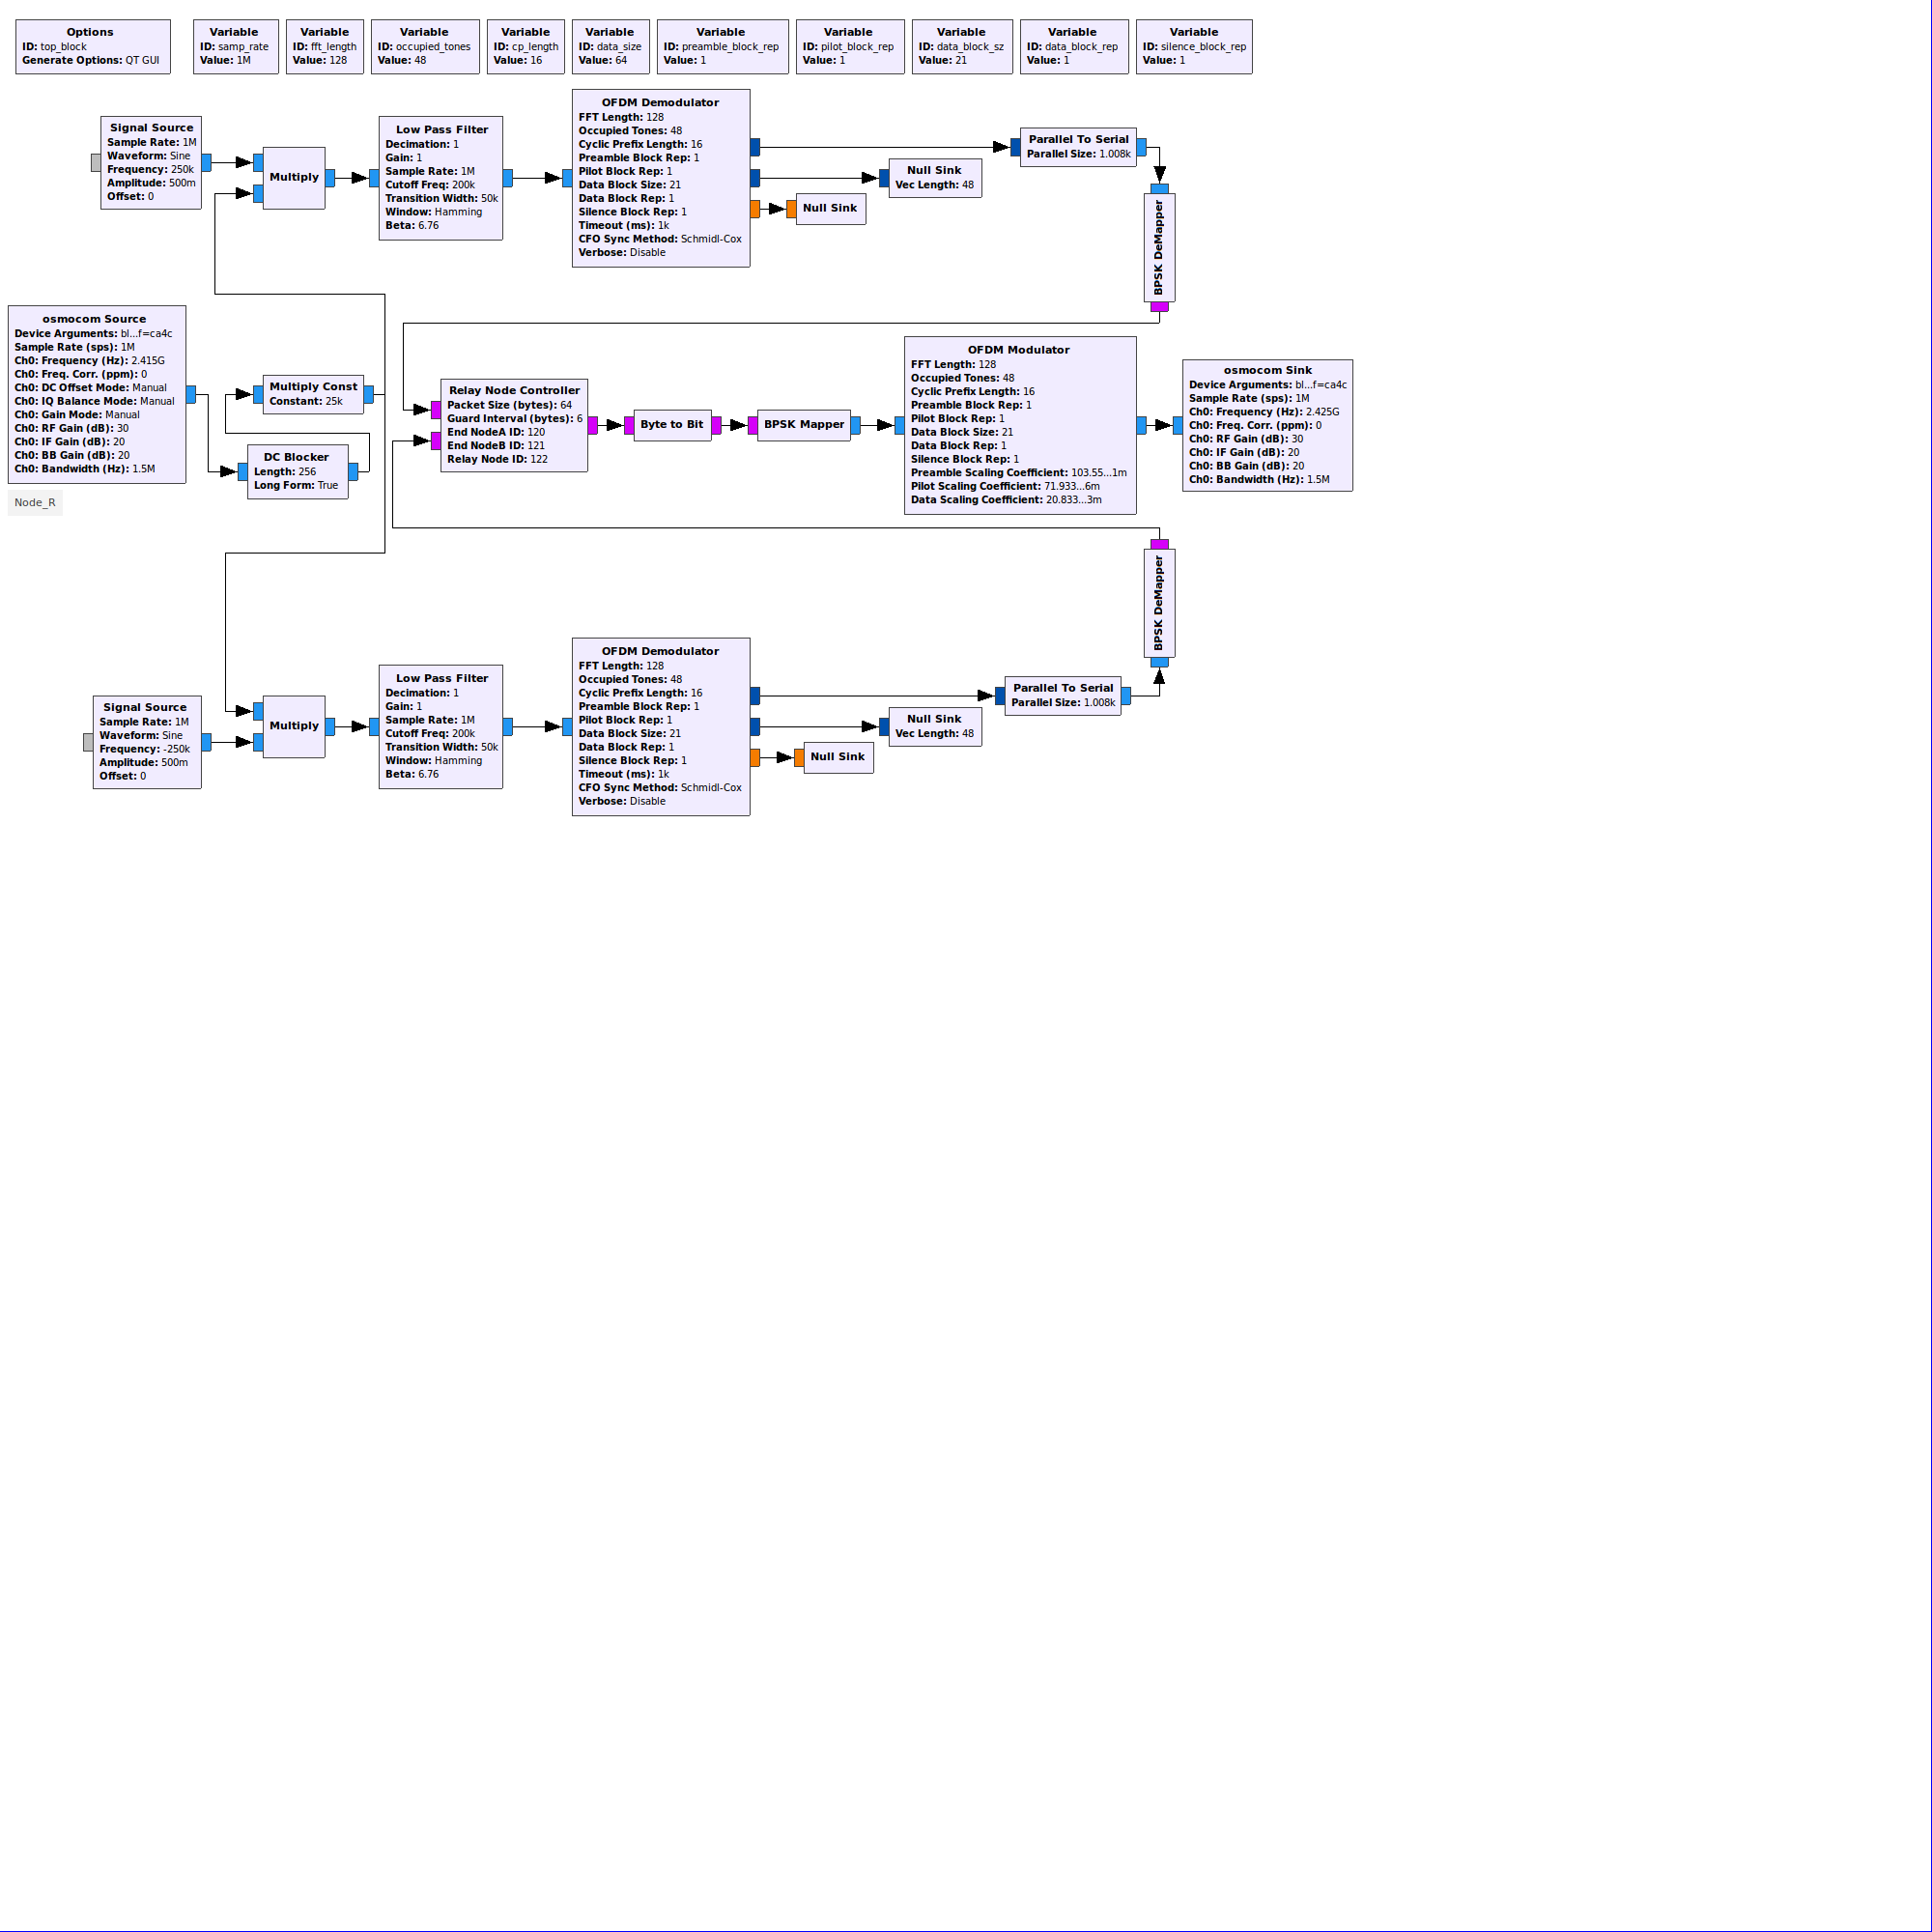 Options
ID: top_block
Generate Options: QT GUI
Variable
ID: samp_rate
Value: 1M
Variable
ID: fft_length
Value: 128
Variable
ID: occupied_tones
Value: 48
Variable
ID: cp_length
Value: 16
Variable
ID: data_size
Value: 64
Variable
ID: preamble_block_rep
Value: 1
Variable
ID: pilot_block_rep
Value: 1
Variable
ID: data_block_sz
Value: 21
Variable
ID: data_block_rep
Value: 1
Variable
ID: silence_block_rep
Value: 1
Signal Source
Sample Rate: 1M
Waveform: Sine
Frequency: 250k
Amplitude: 500m
Offset: 0
Multiply
Low Pass Filter
Decimation: 1
Gain: 1
Sample Rate: 1M
Cutoff Freq: 200k
Transition Width: 50k
Window: Hamming
Beta: 6.76
OFDM Demodulator
FFT Length: 128
Occupied Tones: 48
Cyclic Prefix Length: 16
Preamble Block Rep: 1
Pilot Block Rep: 1
Data Block Size: 21
Data Block Rep: 1
Silence Block Rep: 1
Timeout (ms): 1k
CFO Sync Method: Schmidl-Cox
Verbose: Disable
Null Sink
Vec Length: 48
Null Sink
Parallel To Serial
Parallel Size: 1.008k
BPSK DeMapper
osmocom Source
Device Arguments: bl...f=ca4c
Sample Rate (sps): 1M
Ch0: Frequency (Hz): 2.415G
Ch0: Freq. Corr. (ppm): 0
Ch0: DC Offset Mode: Manual
Ch0: IQ Balance Mode: Manual
Ch0: Gain Mode: Manual
Ch0: RF Gain (dB): 30
Ch0: IF Gain (dB): 20
Ch0: BB Gain (dB): 20
Ch0: Bandwidth (Hz): 1.5M
Node_R
Multiply Const
Constant: 25k
DC Blocker
Length: 256
Long Form: True
Relay Node Controller
Packet Size (bytes): 64
Guard Interval (bytes): 6
End NodeA ID: 120
End NodeB ID: 121
Relay Node ID: 122
Byte to Bit
BPSK Mapper
OFDM Modulator
FFT Length: 128
Occupied Tones: 48
Cyclic Prefix Length: 16
Preamble Block Rep: 1
Pilot Block Rep: 1
Data Block Size: 21
Data Block Rep: 1
Silence Block Rep: 1
Preamble Scaling Coefficient: 103.55...1m
Pilot Scaling Coefficient: 71.933...6m
Data Scaling Coefficient: 20.833...3m
osmocom Sink
Device Arguments: bl...f=ca4c
Sample Rate (sps): 1M
Ch0: Frequency (Hz): 2.425G
Ch0: Freq. Corr. (ppm): 0
Ch0: RF Gain (dB): 30
Ch0: IF Gain (dB): 20
Ch0: BB Gain (dB): 20
Ch0: Bandwidth (Hz): 1.5M
BPSK DeMapper
Signal Source
Sample Rate: 1M
Waveform: Sine
Frequency: -250k
Amplitude: 500m
Offset: 0
Multiply
Low Pass Filter
Decimation: 1
Gain: 1
Sample Rate: 1M
Cutoff Freq: 200k
Transition Width: 50k
Window: Hamming
Beta: 6.76
OFDM Demodulator
FFT Length: 128
Occupied Tones: 48
Cyclic Prefix Length: 16
Preamble Block Rep: 1
Pilot Block Rep: 1
Data Block Size: 21
Data Block Rep: 1
Silence Block Rep: 1
Timeout (ms): 1k
CFO Sync Method: Schmidl-Cox
Verbose: Disable
Null Sink
Vec Length: 48
Null Sink
Parallel To Serial
Parallel Size: 1.008k